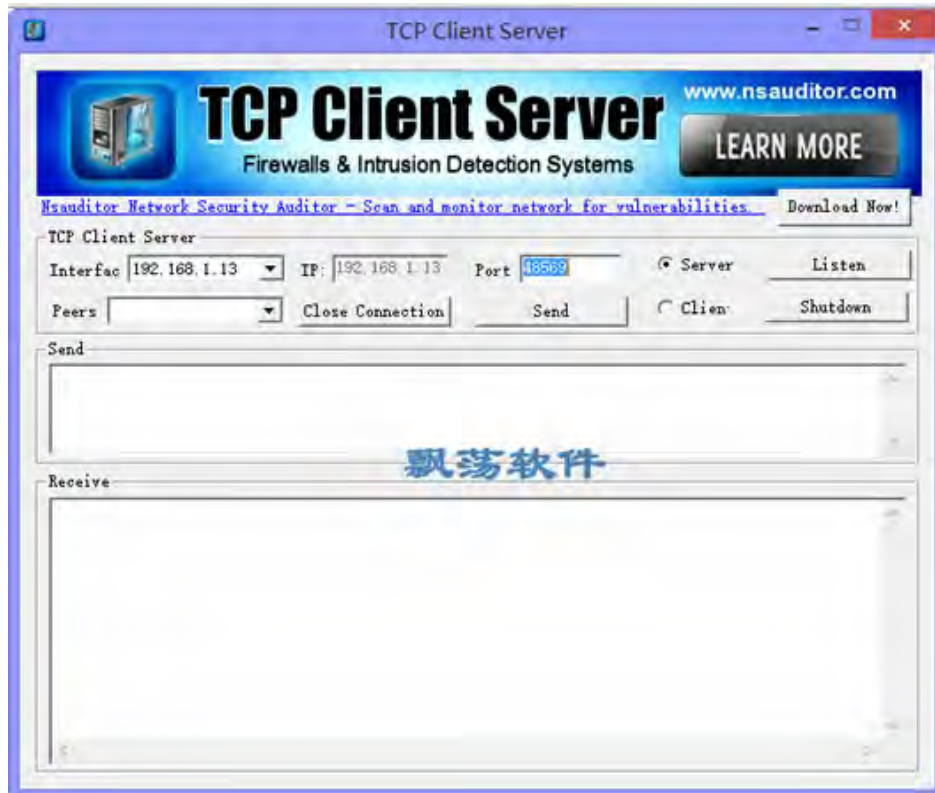 TCP Client Server
www.nsauditor.com
TCP Client Server
LEARN MORE
Firewalls & Intrusion Detection Systems
Nsauditor Network Security Auditor - Scan and monitor network for vulnerabilities. Download Now!
TCP Client Server
Interfac 192.168.1.13 IP: 192.168.1.13 Port 48569 Server Listen
Peers Close Connection Send Clien Shutdown
Send
飘荡软件
Receive